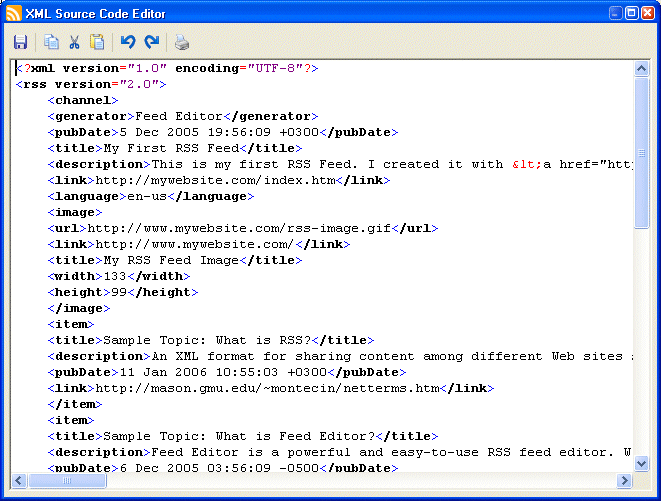 XML Source Code Editor
<?xml version="1.0" encoding="UTF-8"?>
<rss version="2.0">
<channel>
<generator>Feed Editor</generator>
<pubDate>5 Dec 2005 19:56:09 +0300</pubDate>
<title>My First RSS Feed</title>
<description>This is my first RSS Feed. I created it with &lt;a href="http
<link>http://mywebsite.com/index.htm</link>
<language>en-us</language>
<image>
<url>http://www.mywebsite.com/rss-image.gif</url>
<link>http://www.mywebsite.com/</link>
<title>My RSS Feed Image</title>
<width>133</width>
<height>99</height>
</image>
<item>
<title>Sample Topic: What is RSS?</title>
<description>An XML format for sharing content among different Web sites
<pubDate>11 Jan 2006 10:55:03 +0300</pubDate>
<link>http://mason.gmu.edu/~montecin/netterms.htm</link>
</item>
<item>
<title>Sample Topic: What is Feed Editor?</title>
<description>Feed Editor is a powerful and easy-to-use RSS feed editor. W
<pubDate>6 Dec 2005 03:56:09 -0500</pubDate>